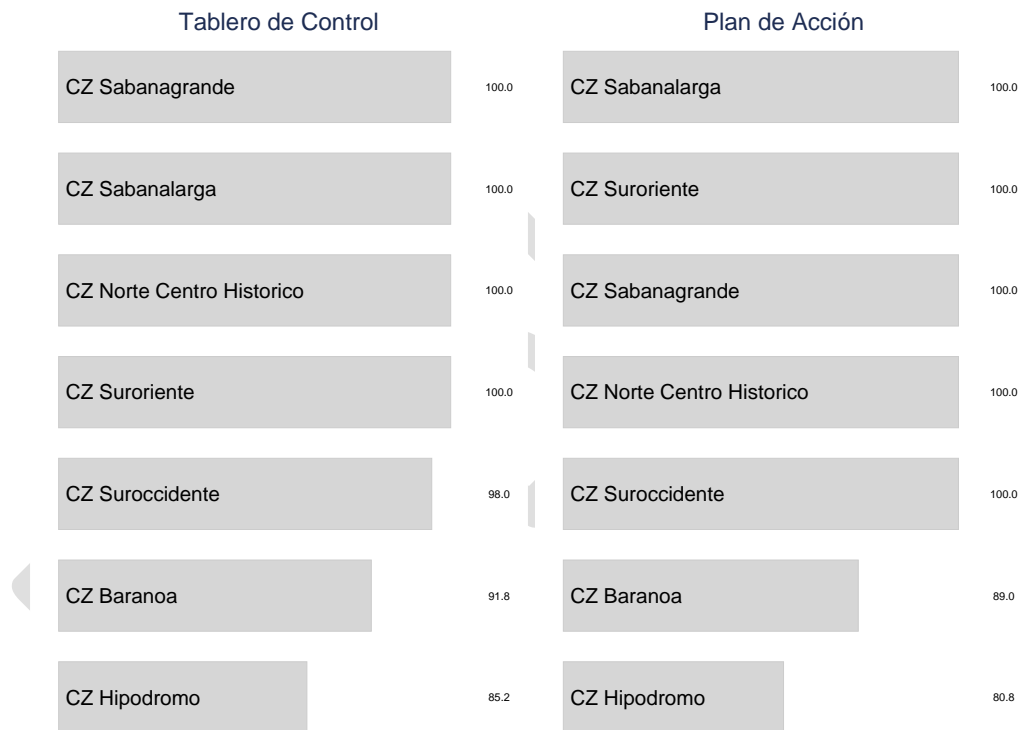 Tablero de Control
CZ Sabanagrande 100.0
CZ Sabanalarga 100.0
CZ Norte Centro Historico 100.0
CZ Suroriente 100.0
CZ Suroccidente 98.0
CZ Baranoa 91.8
CZ Hipodromo 85.2
Plan de Acción
CZ Sabanalarga 100.0
CZ Suroriente 100.0
CZ Sabanagrande 100.0
CZ Norte Centro Historico 100.0
CZ Suroccidente 100.0
CZ Baranoa 89.0
CZ Hipodromo 80.8